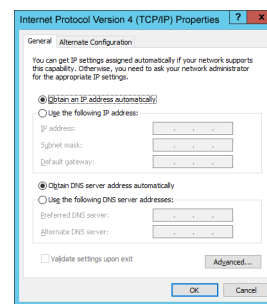 Internet Protocol Version 4 (TCP/IP) Properties ? x
General Alternate Configuration
You can get IP settings assigned automatically if your network supports
this capability. Otherwise, you need to ask your network administrator
for the appropriate IP settings.
Obtain an IP address automatically
Use the following IP address:
IP address:
Subnet mask:
Default gateway:
Obtain DNS server address automatically
Use the following DNS server addresses:
Preferred DNS server:
Alternate DNS server:
Validate settings upon exit
Advanced...
OK Cancel